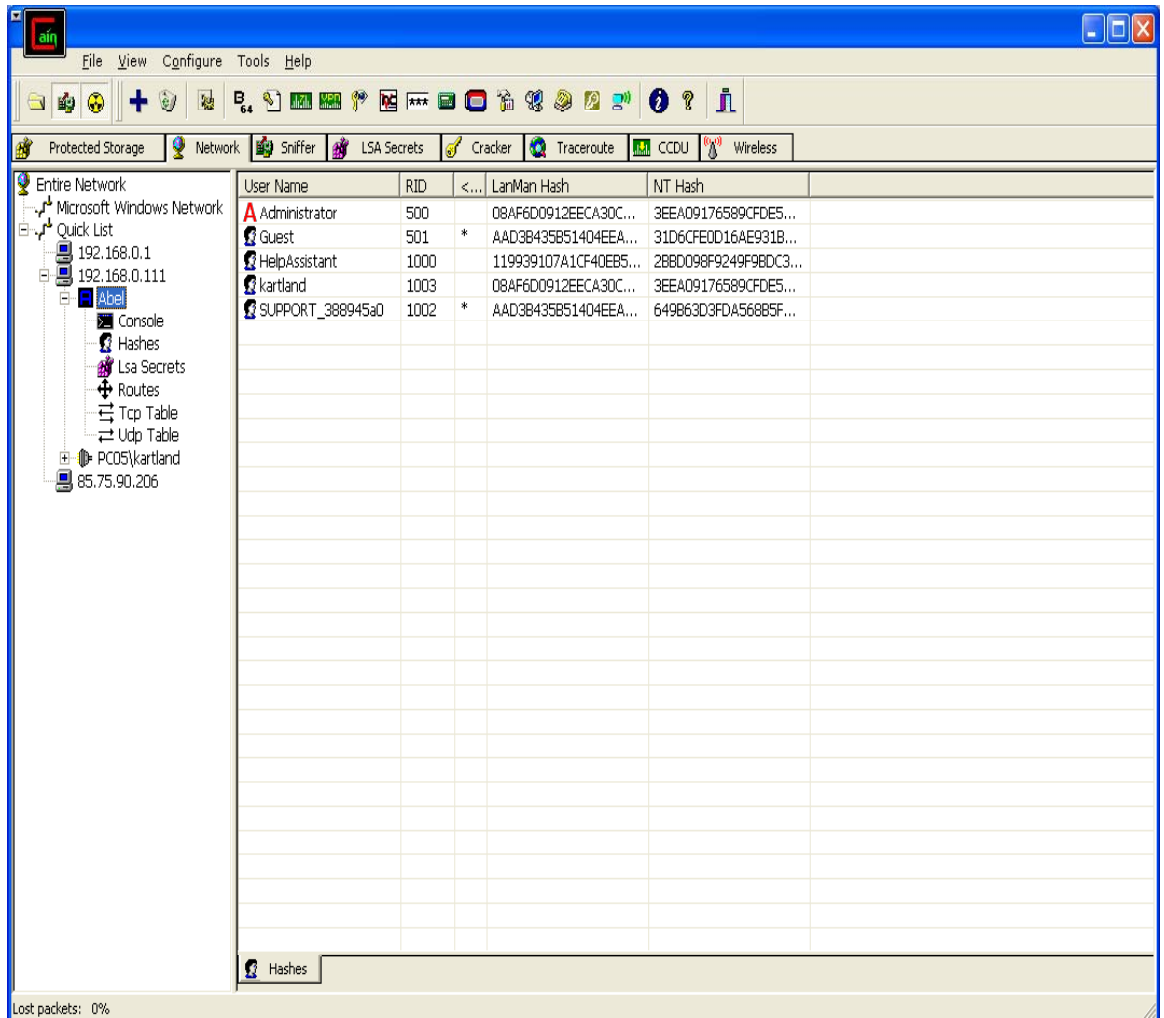 aín
File View Configure Tools Help
B 64
Protected Storage Network Sniffer LSA Secrets Cracker Traceroute CCDU Wireless
Entire Network
Microsoft Windows Network
Quick List
192.168.0.1
192.168.0.111
Abel
Console
Hashes
Lsa Secrets
Routes
Tcp Table
Udp Table
PC05\kartland
85.75.90.206
User Name RID <... LanMan Hash NT Hash
Administrator 500 08AF6D0912EECA30C... 3EEA09176589CFDE5...
Guest 501 * AAD3B435B51404EEA... 31D6CFE0D16AE931B...
HelpAssistant 1000 119939107A1CF40EB5... 2BBD098F9249F9BDC3...
kartland 1003 08AF6D0912EECA30C... 3EEA09176589CFDE5...
SUPPORT_388945a0 1002 * AAD3B435B51404EEA... 649B63D3FDA568B5F...
Hashes
Lost packets: 0%